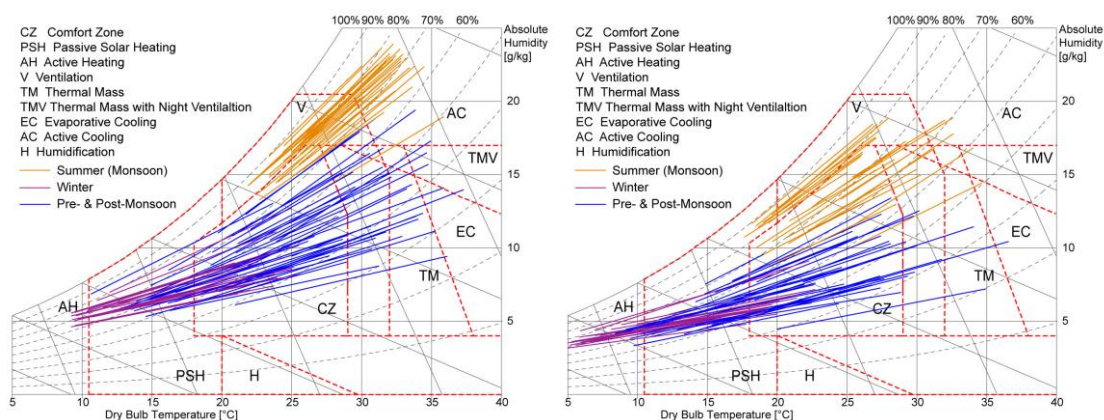 100% 90% 80% 70% 60%
Absolute
Humidity
[g/kg]
CZ Comfort Zone
PSH Passive Solar Heating
AH Active Heating
V Ventilation
TM Thermal Mass
TMV Thermal Mass with Night Ventilaltion
EC Evaporative Cooling
AC Active Cooling
H Humidification
Summer (Monsoon)
Winter
Pre- & Post-Monsoon
V
AC
TMV
EC
TM
CZ
AH
PSH
H
20
15
10
5
5 10 15 20 25 30 35 40
Dry Bulb Temperature [°C]
100% 90% 80% 70% 60%
Absolute
Humidity
[g/kg]
CZ Comfort Zone
PSH Passive Solar Heating
AH Active Heating
V Ventilation
TM Thermal Mass
TMV Thermal Mass with Night Ventilaltion
EC Evaporative Cooling
AC Active Cooling
H Humidification
Summer (Monsoon)
Winter
Pre- & Post-Monsoon
V
AC
TMV
EC
TM
CZ
AH
PSH
H
20
15
10
5
5 10 15 20 25 30 35 40
Dry Bulb Temperature [°C]